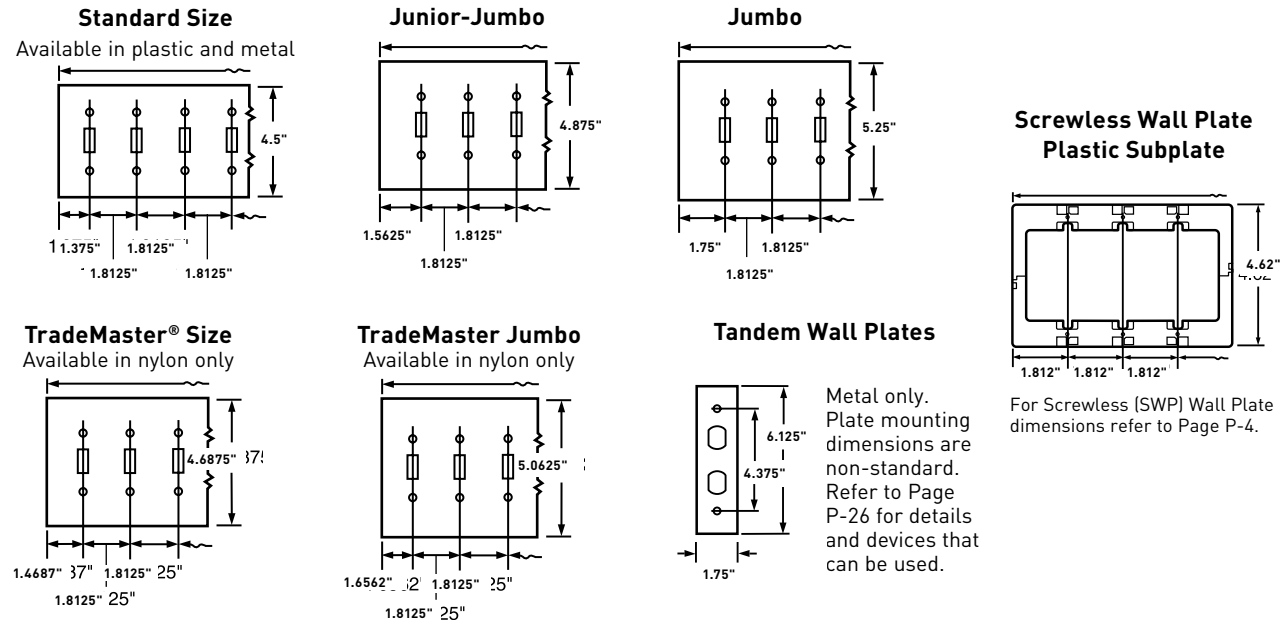 Standard Size
Available in plastic and metal
4.5"
1.375"
1.8125"
1.8125"
1.8125"
Junior-Jumbo
4.875"
1.5625"
1.8125"
1.8125"
Jumbo
5.25"
1.75"
1.8125"
1.8125"
Screwless Wall Plate
Plastic Subplate
4.62"
1.812" 1.812" 1.812"
For Screwless (SWP) Wall Plate
dimensions refer to Page P-4.
TradeMaster® Size
Available in nylon only
4.6875"
1.4687"
1.8125"
1.8125"
TradeMaster Jumbo
Available in nylon only
5.0625"
1.6562"
1.8125"
1.8125"
Tandem Wall Plates
6.125"
4.375"
1.75"
Metal only.
Plate mounting
dimensions are
non-standard.
Refer to Page
P-26 for details
and devices that
can be used.